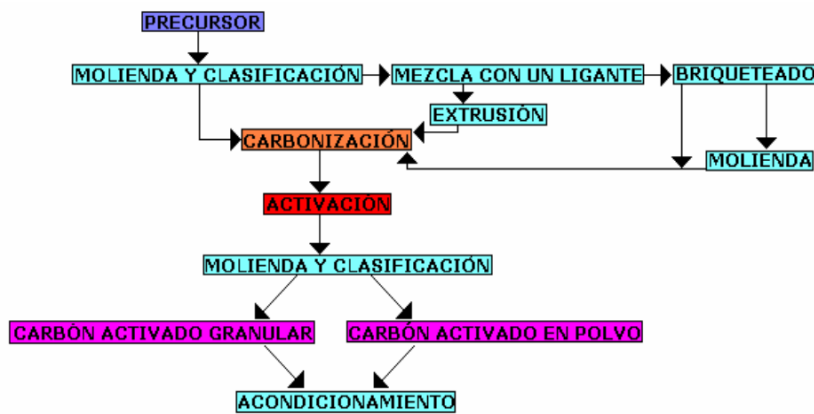 PRECURSOR
MOLIENDA Y CLASIFICACIÓN
MEZCLA CON UN LIGANTE
BRIQUETEADO
EXTRUSIÓN
CARBONIZACIÓN
MOLIENDA
ACTIVACIÓN
MOLIENDA Y CLASIFICACIÓN
CARBÓN ACTIVADO GRANULAR
CARBÓN ACTIVADO EN POLVO
ACONDICIONAMIENTO